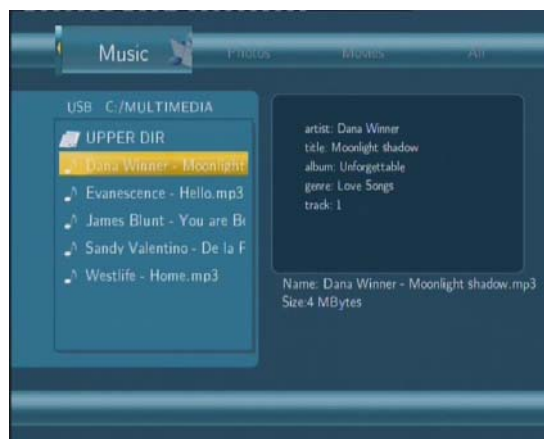 Music
Photos
Movies
All
USB C:/MULTIMEDIA
UPPER DIR
Dana Winner - Moonlight
Evanescence - Hello.mp3
James Blunt - You are Be
Sandy Valentino - De la F
Westlife - Home.mp3
artist: Dana Winner
title: Moonlight shadow
album: Unforgettable
genre: Love Songs
track: 1
Name: Dana Winner - Moonlight shadow.mp3
Size:4 MBytes